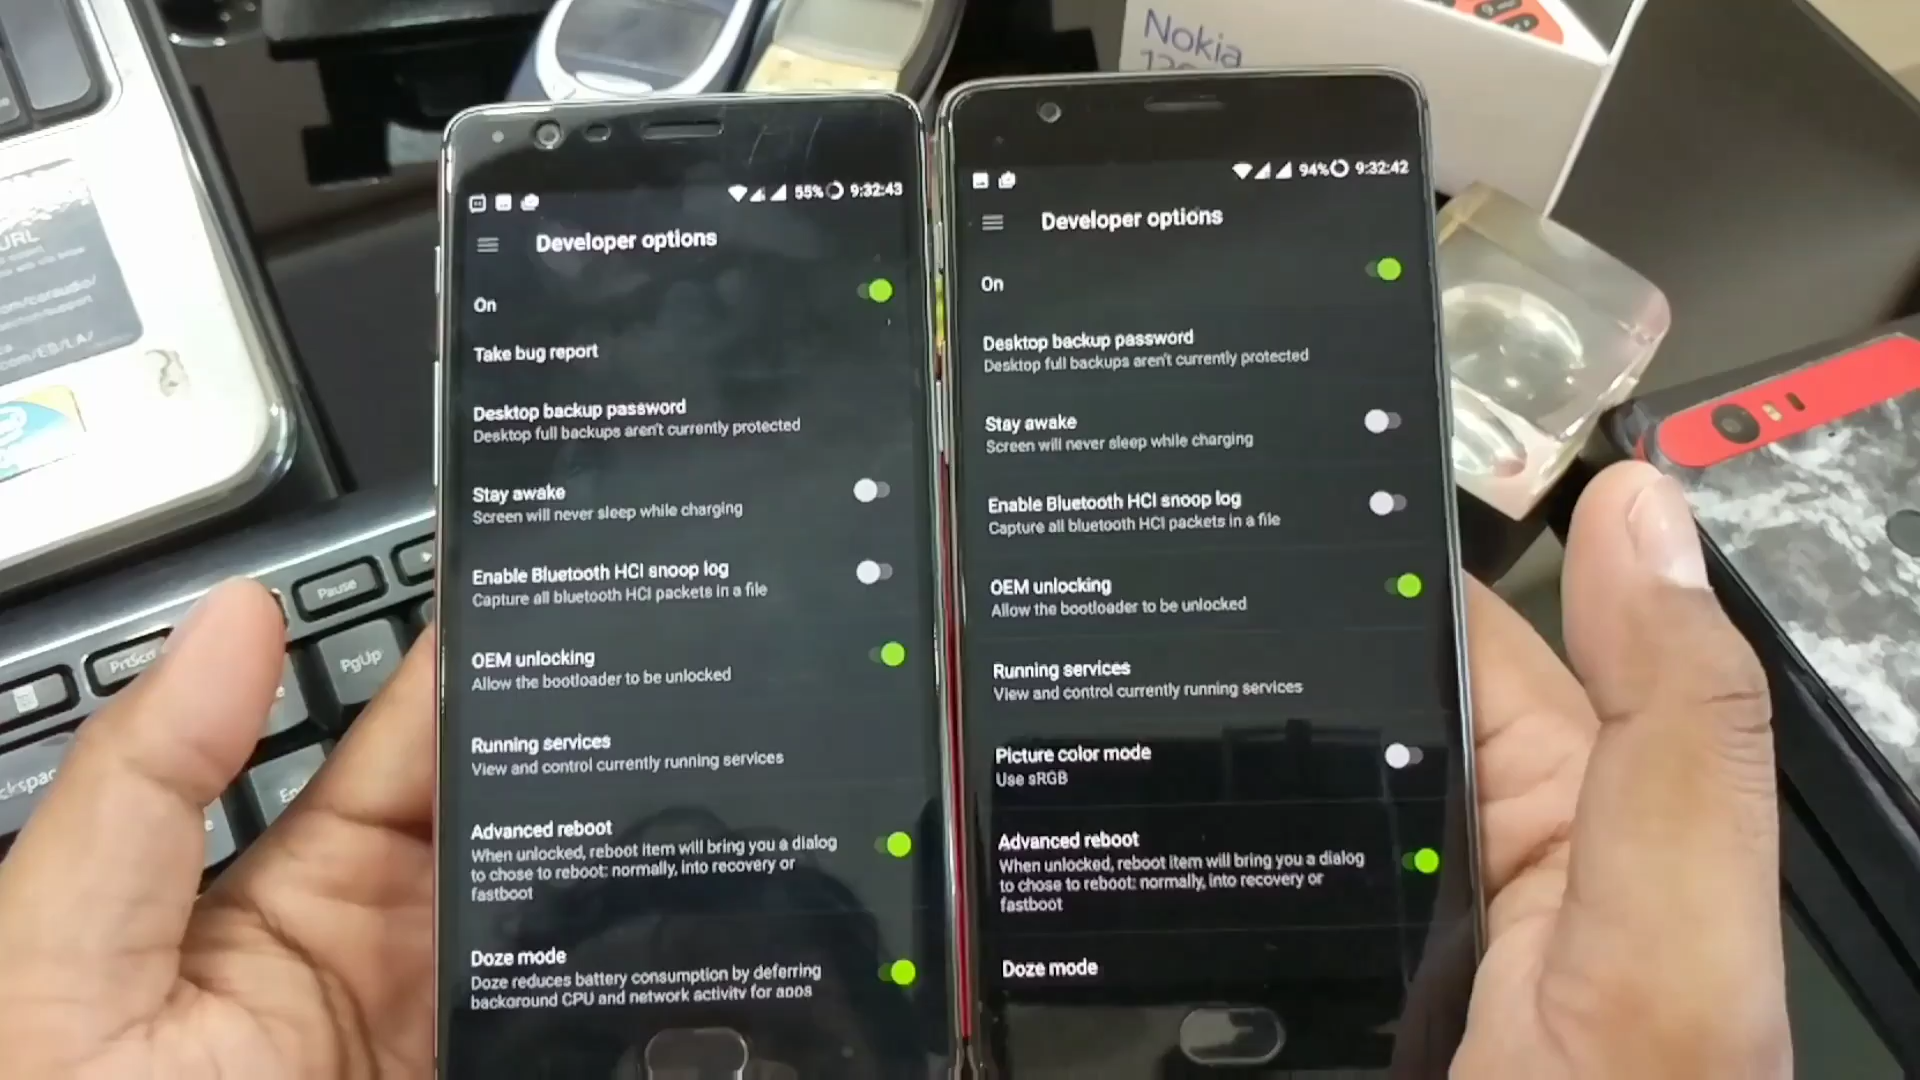 Nokia
55% 9:32:43
Developer options
On
Take bug report
Desktop backup password
Desktop full backups aren't currently protected
Stay awake
Screen will never sleep while charging
Enable Bluetooth HCI snoop log
Capture all bluetooth HCI packets in a file
OEM unlocking
Allow the bootloader to be unlocked
Running services
View and control currently running services
Advanced reboot
When unlocked, reboot item will bring you a dialog
to chose to reboot: normally, into recovery or
fastboot
Doze mode
Doze reduces battery consumption by deferring
background CPU and network activity for apps
94% 9:32:42
Developer options
On
Desktop backup password
Desktop full backups aren't currently protected
Stay awake
Screen will never sleep while charging
Enable Bluetooth HCI snoop log
Capture all bluetooth HCI packets in a file
OEM unlocking
Allow the bootloader to be unlocked
Running services
View and control currently running services
Picture color mode
Use sRGB
Advanced reboot
When unlocked, reboot item will bring you a dialog
to chose to reboot: normally, into recovery or
fastboot
Doze mode
Pause
PrtScn
PgUp